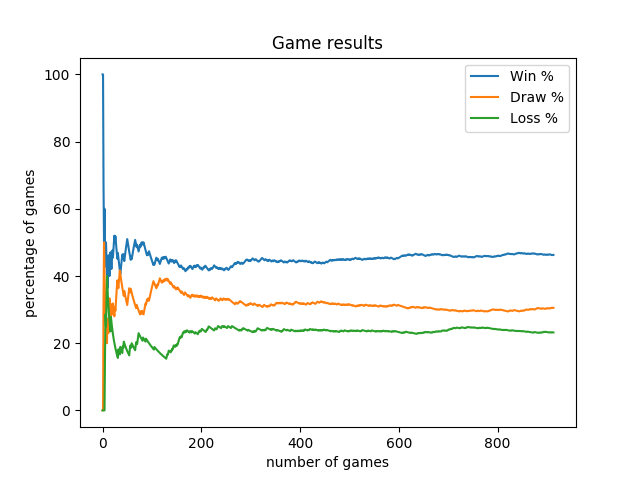 Game results
Win %
Draw %
Loss %
100
80
60
40
20
0
percentage of games
0 200 400 600 800
number of games